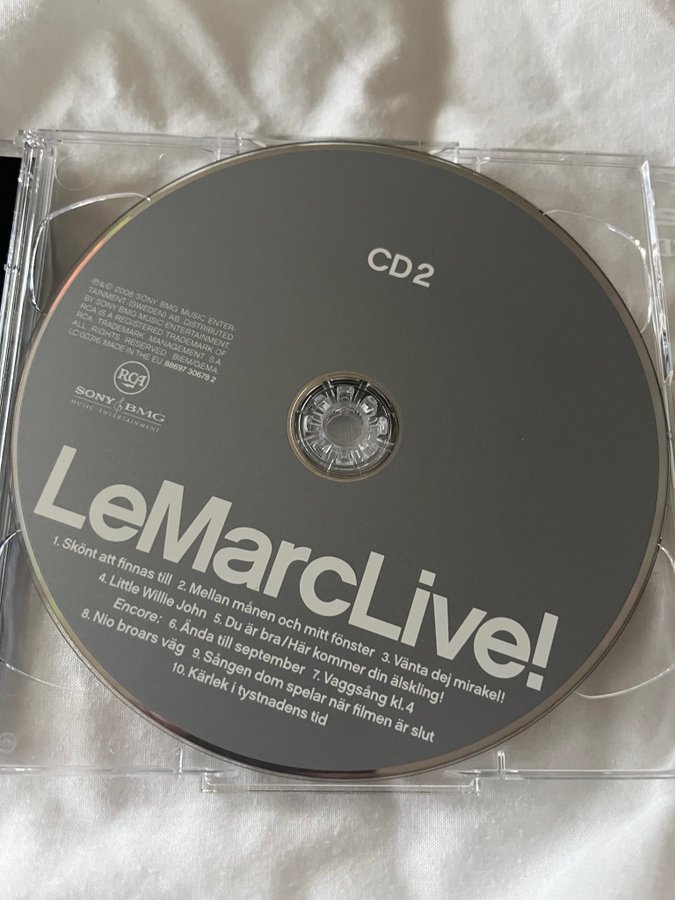 CD2
℗&© 2008 SONY BMG MUSIC ENTER-
TAINMENT (SWEDEN) AB. DISTRIBUTED
BY SONY BMG MUSIC ENTERTAINMENT
RCA IS A REGISTERED TRADEMARK OF
RCA TRADEMARK MANAGEMENT S.A.
ALL RIGHTS RESERVED BIEM/GEMA
LC-00316 MADE IN THE EU 88697 30678 2
RCA
SONY BMG
MUSIC ENTERTAINMENT
LeMarcLive!
1. Skönt att finnas till 2. Mellan månen och mitt fönster 3. Vänta dej mirakel!
4. Little Willie John 5. Du är bra/Här kommer din älskling!
Encore: 6. Ända till september 7. Vaggsång kl.4
8. Nio broars väg 9. Sången dom spelar när filmen är slut
10. Kärlek i tystnadens tid